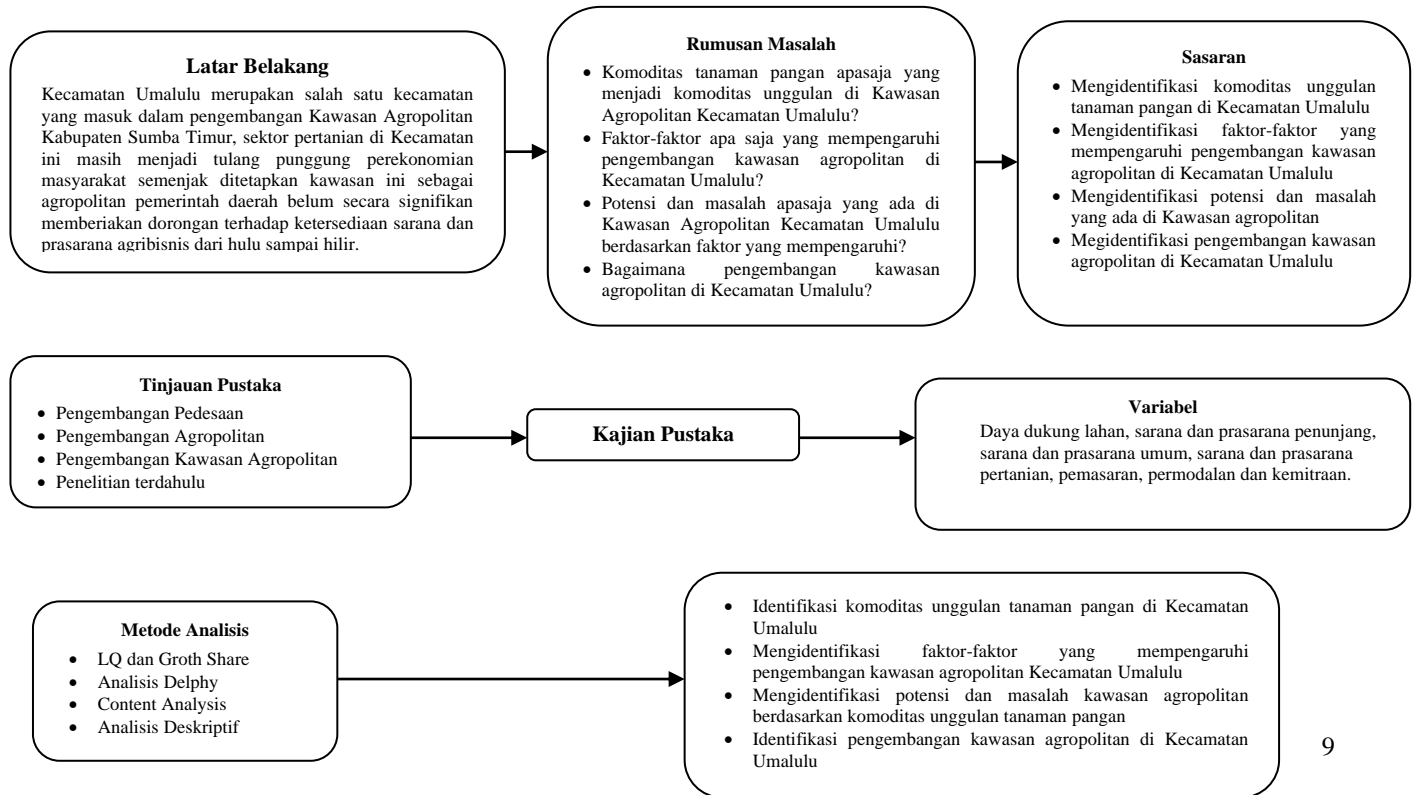 Latar Belakang
Kecamatan Umalulu merupakan salah satu kecamatan
yang masuk dalam pengembangan Kawasan Agropolitan
Kabupaten Sumba Timur, sektor pertanian di Kecamatan
ini masih menjadi tulang punggung perekonomian
masyarakat semenjak ditetapkan kawasan ini sebagai
agropolitan pemerintah daerah belum secara signifikan
memberiakan dorongan terhadap ketersediaan sarana dan
prasarana agribisnis dari hulu sampai hilir.
Rumusan Masalah
• Komoditas tanaman pangan apasaja yang
menjadi komoditas unggulan di Kawasan
Agropolitan Kecamatan Umalulu?
• Faktor-faktor apa saja yang mempengaruhi
pengembangan kawasan agropolitan di
Kecamatan Umalulu?
• Potensi dan masalah apasaja yang ada di
Kawasan Agropolitan Kecamatan Umalulu
berdasarkan faktor yang mempengaruhi?
• Bagaimana pengembangan kawasan
agropolitan di Kecamatan Umalulu?
Sasaran
• Mengidentifikasi komoditas unggulan
tanaman pangan di Kecamatan Umalulu
• Mengidentifikasi faktor-faktor yang
mempengaruhi pengembangan kawasan
agropolitan di Kecamatan Umalulu
• Mengidentifikasi potensi dan masalah
yang ada di Kawasan agropolitan
• Megidentifikasi pengembangan kawasan
agropolitan di Kecamatan Umalulu
Tinjauan Pustaka
• Pengembangan Pedesaan
• Pengembangan Agropolitan
• Pengembangan Kawasan Agropolitan
• Penelitian terdahulu
Kajian Pustaka
Variabel
Daya dukung lahan, sarana dan prasarana penunjang,
sarana dan prasarana umum, sarana dan prasarana
pertanian, pemasaran, permodalan dan kemitraan.
Metode Analisis
• LQ dan Groth Share
• Analisis Delphy
• Content Analysis
• Analisis Deskriptif
• Identifikasi komoditas unggulan tanaman pangan di Kecamatan
Umalulu
• Mengidentifikasi faktor-faktor yang mempengaruhi
pengembangan kawasan agropolitan Kecamatan Umalulu
• Mengidentifikasi potensi dan masalah kawasan agropolitan
berdasarkan komoditas unggulan tanaman pangan
• Identifikasi pengembangan kawasan agropolitan di Kecamatan
Umalulu
9